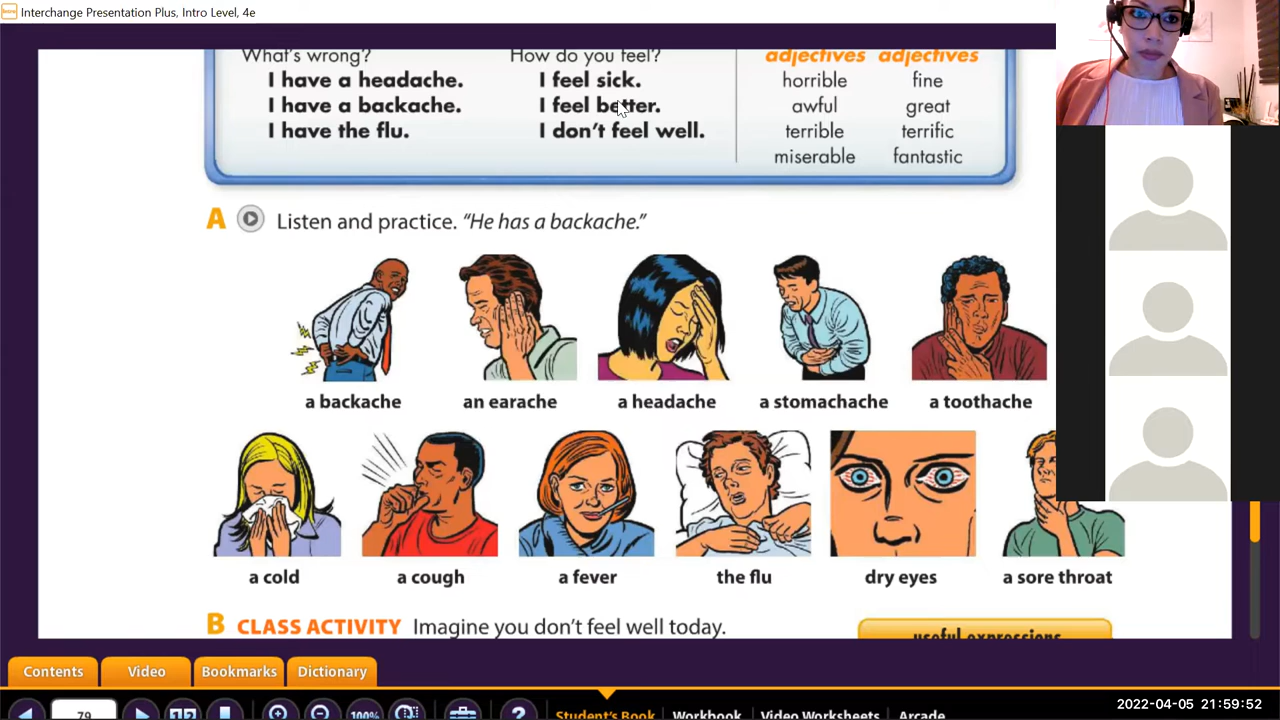 Interchange Presentation Plus, Intro Level, 4e
What's wrong?
I have a headache.
I have a backache.
I have the flu.
How do you feel?
I feel sick.
I feel better.
I don't feel well.
adjectives adjectives
horrible fine
awful great
terrible terrific
miserable fantastic
A Listen and practice. "He has a backache."
a backache an earache a headache a stomachache a toothache
a cold a cough a fever the flu dry eyes a sore throat
B CLASS ACTIVITY Imagine you don't feel well today.
useful expressions
Contents Video Bookmarks Dictionary
79 100% ? Student's Book Workbook Video Worksheets Arcade
2022-04-05 21:59:52